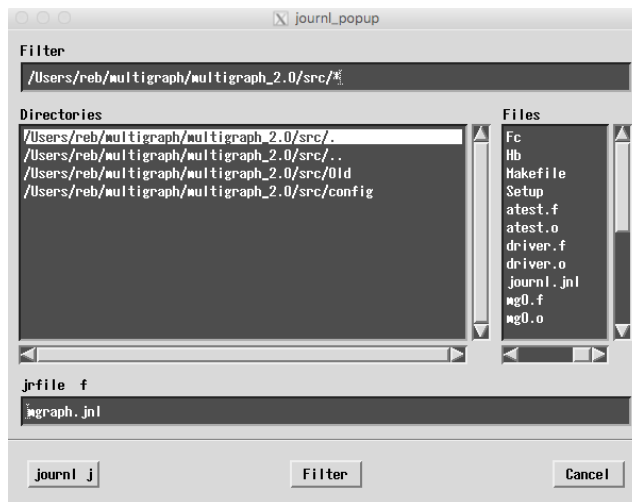 journl_popup
Filter
/Users/reb/multigraph/multigraph_2.0/src/*
Directories
/Users/reb/multigraph/multigraph_2.0/src/.
/Users/reb/multigraph/multigraph_2.0/src/..
/Users/reb/multigraph/multigraph_2.0/src/Old
/Users/reb/multigraph/multigraph_2.0/src/config
Files
Fc
Hb
Makefile
Setup
atest.f
atest.o
driver.f
driver.o
journl.jnl
mg0.f
mg0.o
jrfile f
mgraph.jnl
journl j
Filter
Cancel